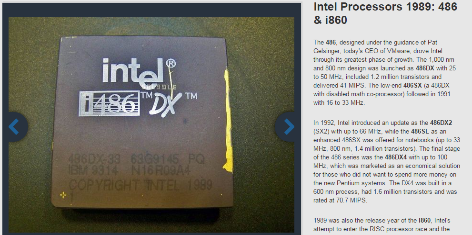 intel®
i486™ DX™
COPYRIGHT INTEL 1989
Intel Processors 1989: 486
& i860
The 486, designed under the guidance of Pat
Gelsinger, today's CEO of VMware, drove Intel
through its greatest phase of growth. The 1,000 nm
and 800 nm design was launched as 486DX with 25
to 50 MHz, included 1.2 million transistors and
delivered 41 MIPS. The low-end 486SX (a 486DX
with disabled math co-processor) followed in 1991
with 16 to 33 MHz.
In 1992, Intel introduced an update as the 486DX2
(SX2) with up to 66 MHz, while the 486SL as an
enhanced 486SX was offered for notebooks (up to 33
MHz, 800 nm, 1.4 million transistors). The final stage
of the 486 series was the 486DX4 with up to 100
MHz, which was marketed as an economical solution
for those who did not want to spend more money on
the new Pentium systems. The DX4 was built in a
600 nm process, had 1.6 million transistors and was
rated at 70.7 MIPS.
1989 was also the release year of the i860, Intel's
attempt to enter the RISC processor race and the